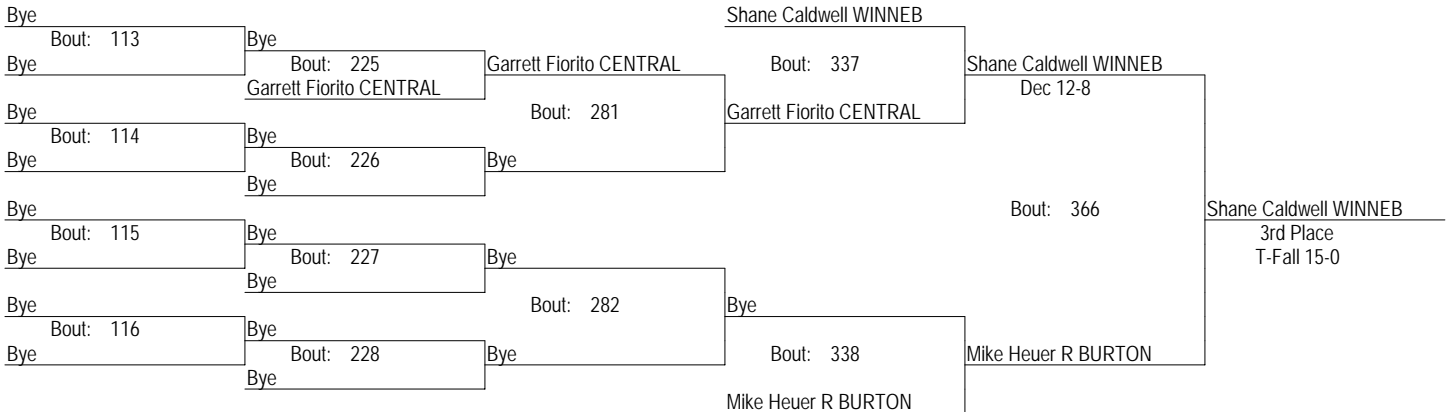 Bye
Shane Caldwell WINNEB
Bout: 113
Bye
Bye
Bout: 225
Garrett Fiorito CENTRAL
Bout: 337
Shane Caldwell WINNEB
Garrett Fiorito CENTRAL
Dec 12-8
Bye
Bout: 281
Garrett Fiorito CENTRAL
Bout: 114
Bye
Bye
Bout: 226
Bye
Bye
Bye
Bout: 366
Shane Caldwell WINNEB
Bout: 115
Bye
3rd Place
Bye
Bout: 227
Bye
T-Fall 15-0
Bye
Bye
Bout: 282
Bye
Bout: 116
Bye
Bye
Bout: 228
Bye
Bout: 338
Mike Heuer R BURTON
Bye
Mike Heuer R BURTON